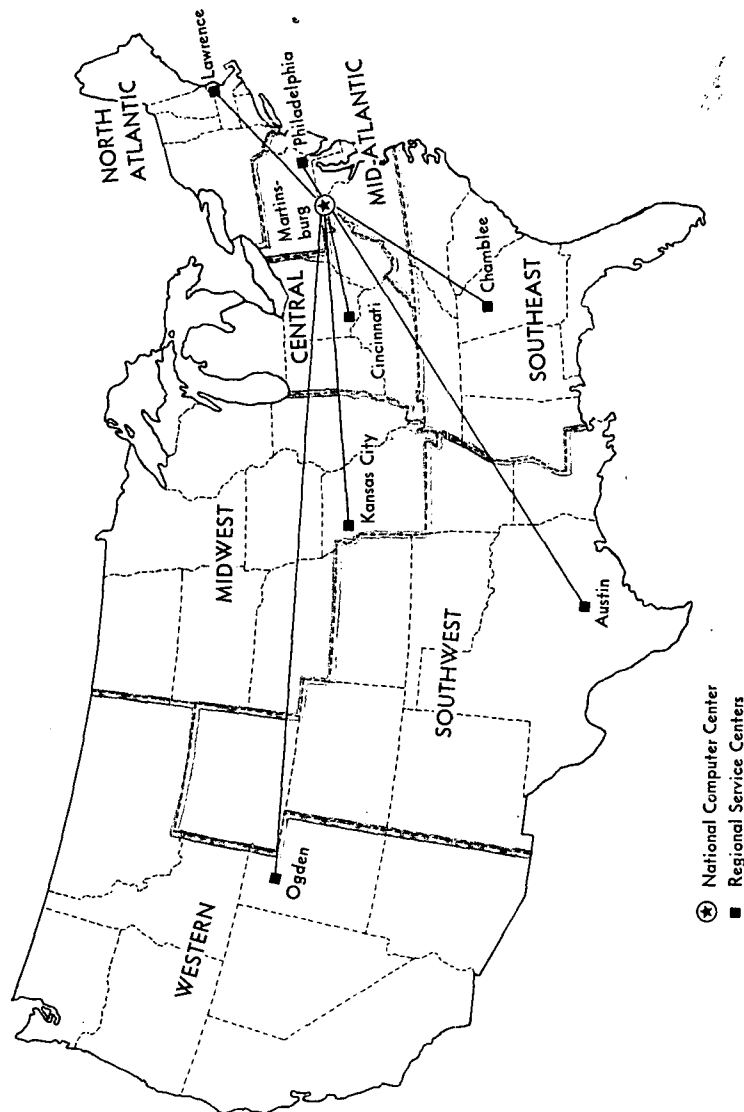 NORTH
ATLANTIC
Lawrence
Philadelphia
MID-ATLANTIC
Martins-
burg
CENTRAL
Cincinnati
Chamblee
SOUTHEAST
MIDWEST
Kansas City
SOUTHWEST
Austin
WESTERN
Ogden
National Computer Center
Regional Service Centers